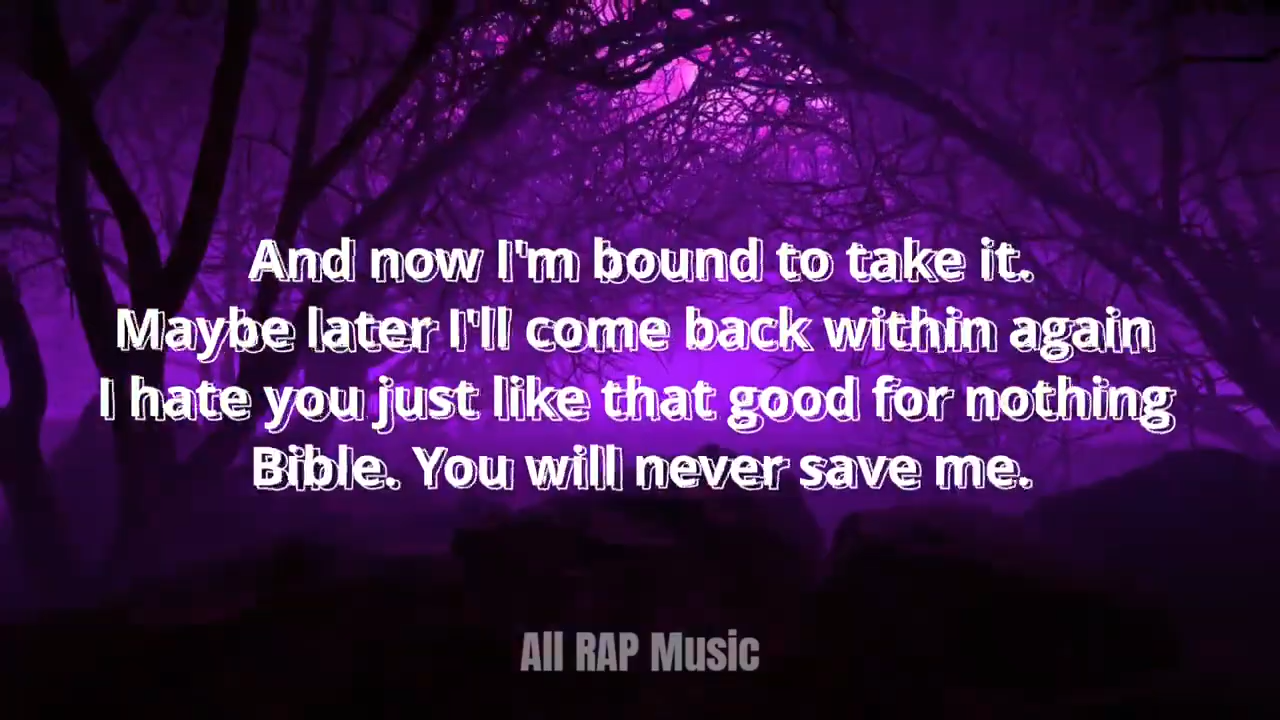 And now I'm bound to take it.
Maybe later I'll come back within again
I hate you just like that good for nothing
Bible. You will never save me.
All RAP Music